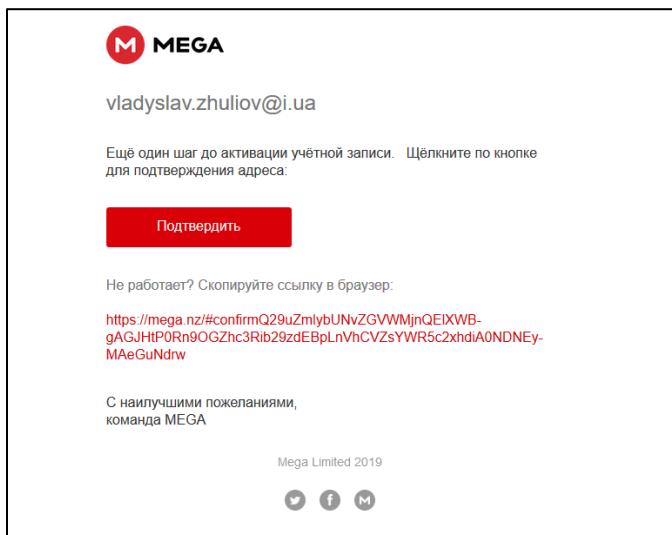 M MEGA
vladyslav.zhuliov@i.ua
Ещё один шаг до активации учётной записи. Щёлкните по кнопке
для подтверждения адреса:
Подтвердить
Не работает? Скопируйте ссылку в браузер:
https://mega.nz/#confirmQ29uZmlybUNvZGVWMjnQElXWB-
gAGJHtP0Rn9OGZhc3Rib29zdEBpLnVhCVZsYWR5c2xhdiA0NDNEy-
MAeGuNdrw
С наилучшими пожеланиями,
команда MEGA
Mega Limited 2019